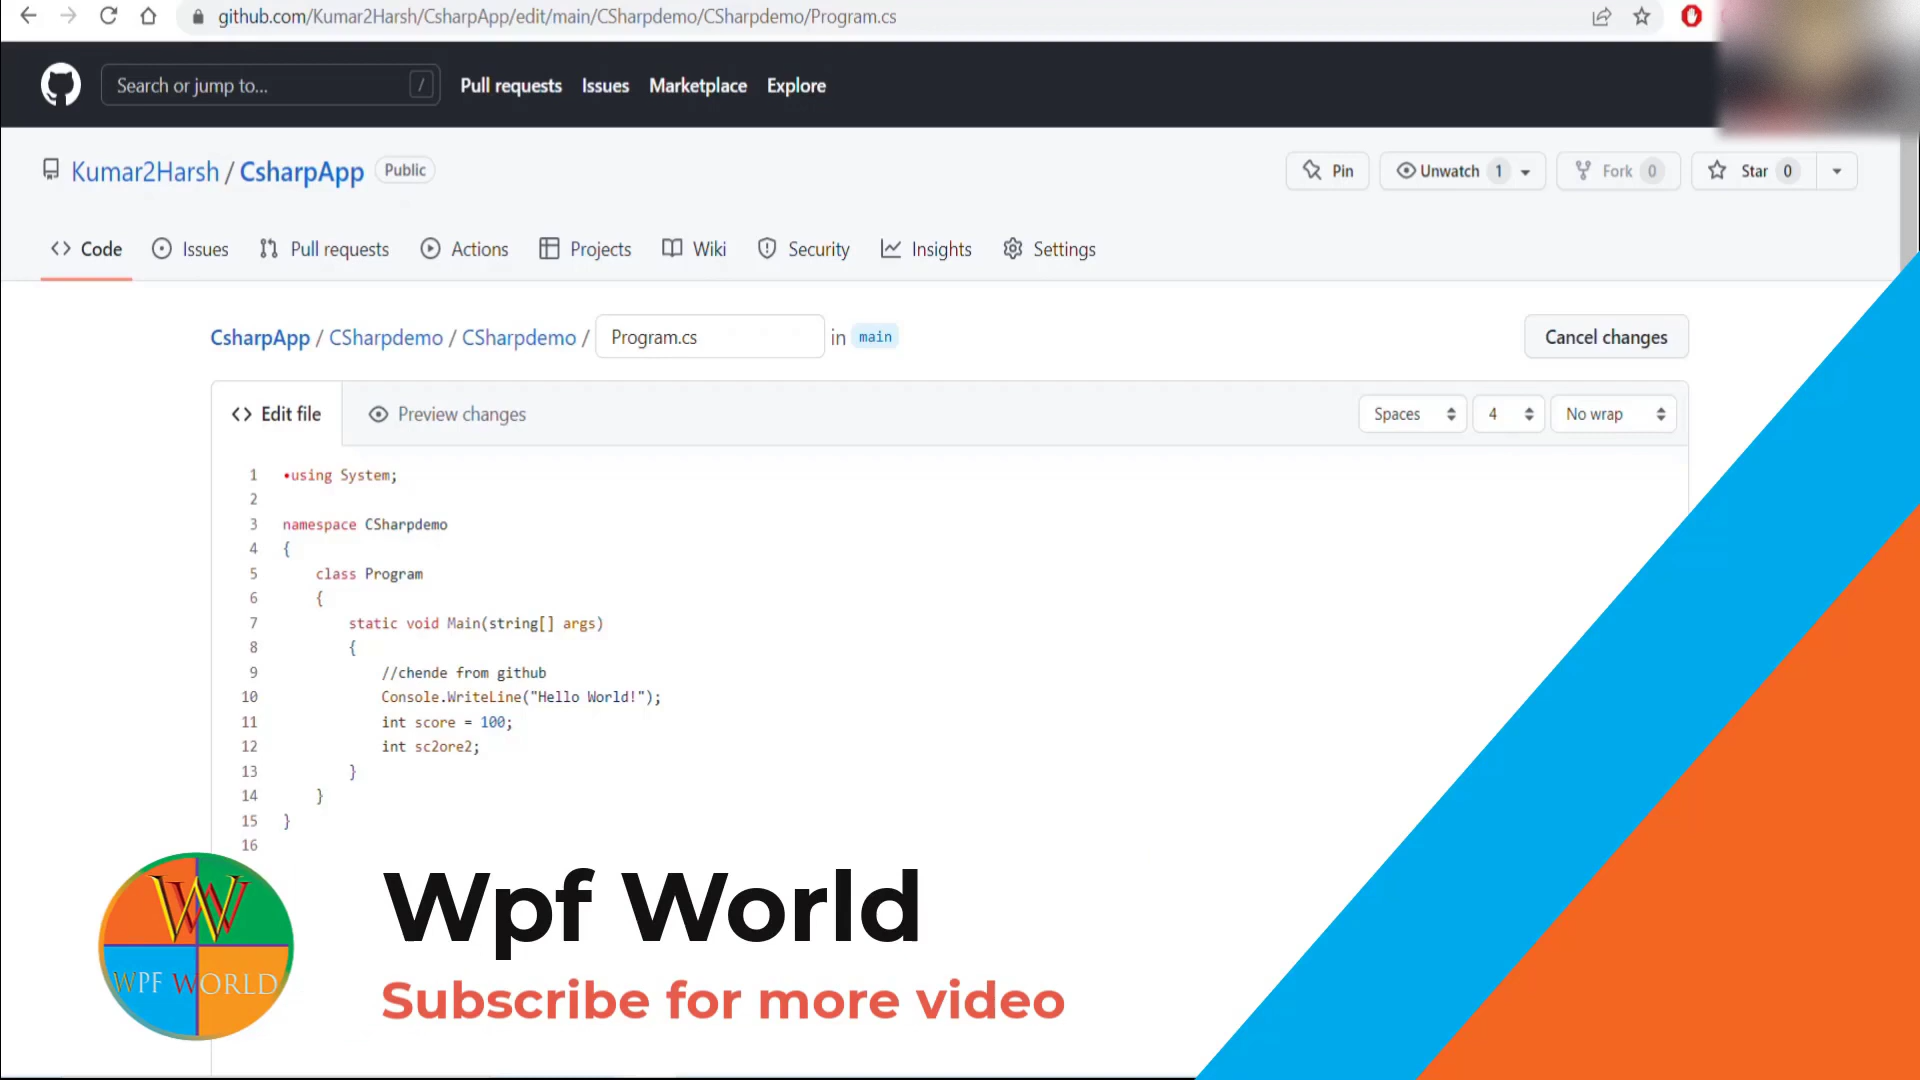 github.com/Kumar2Harsh/CsharpApp/edit/main/CSharpdemo/CSharpdemo/Program.cs
Search or jump to... / Pull requests Issues Marketplace Explore
Kumar2Harsh / CsharpApp Public Pin Unwatch 1 Fork 0 Star 0
Code Issues Pull requests Actions Projects Wiki Security Insights Settings
CsharpApp / CSharpdemo / CSharpdemo / Program.cs in main Cancel changes
Edit file Preview changes Spaces 4 No wrap
1 •using System;
2
3 namespace CSharpdemo
4 {
5 class Program
6 {
7 static void Main(string[] args)
8 {
9 //chende from github
10 Console.WriteLine("Hello World!");
11 int score = 100;
12 int sc2ore2;
13 }
14 }
15 }
16
W
WPF WORLD
Wpf World
Subscribe for more video